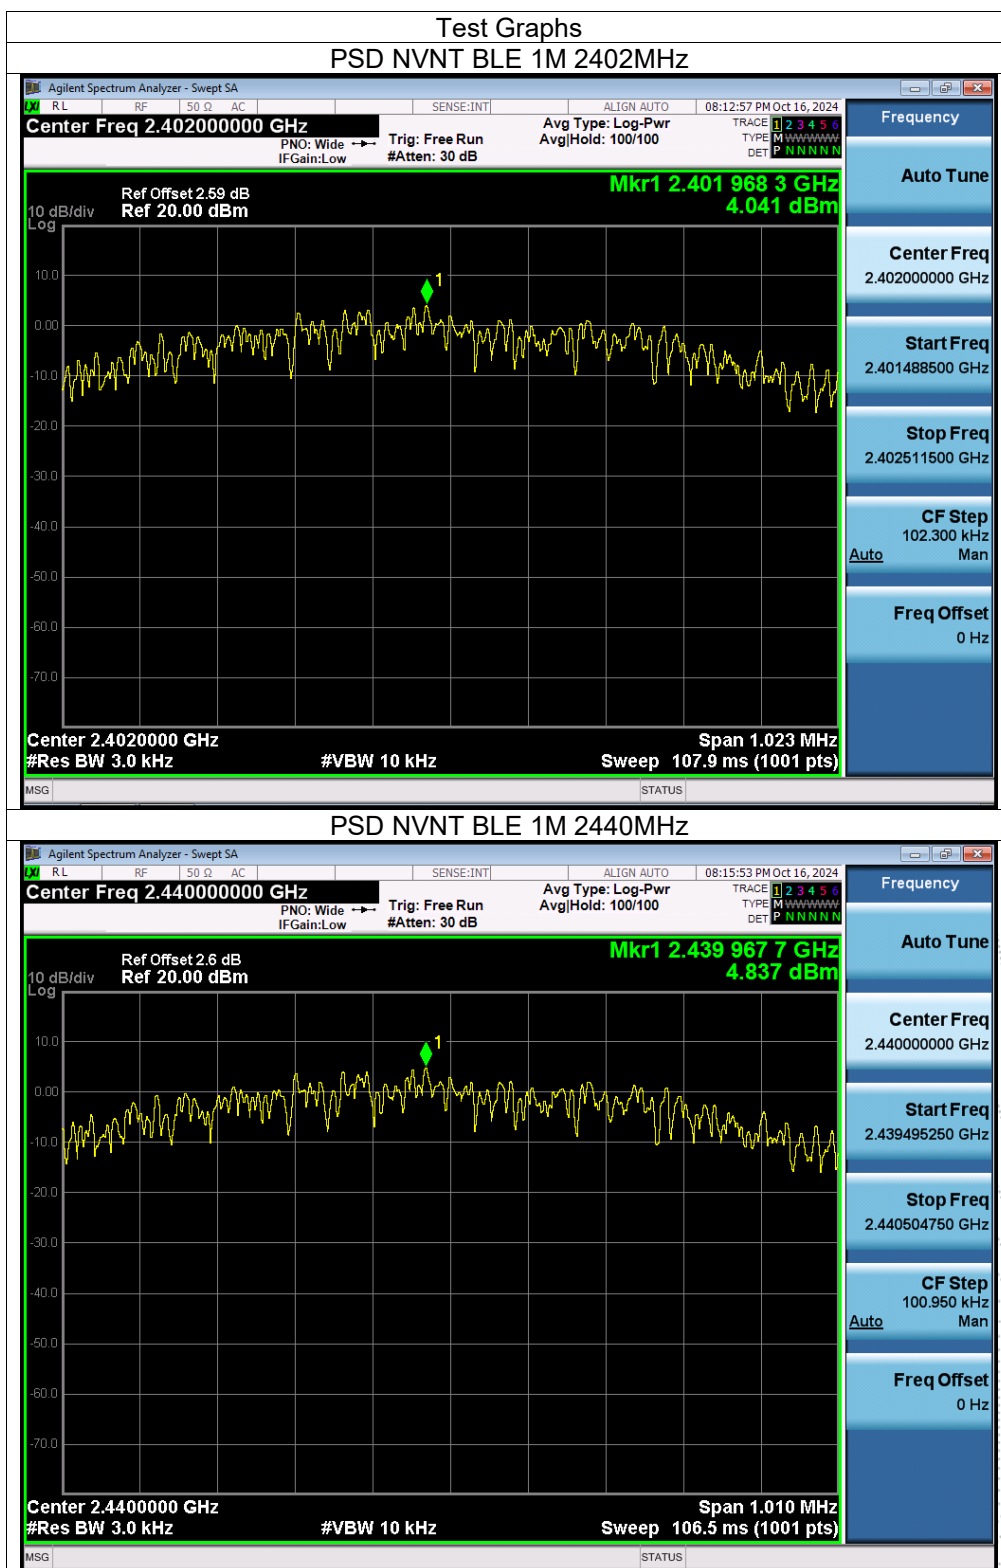 Test Graphs
PSD NVNT BLE 1M 2402MHz
Agilent Spectrum Analyzer - Swept SA
LXI RL RF 50 Ω AC SENSE:INT ALIGN AUTO 08:12:57 PM Oct 16, 2024
Center Freq 2.402000000 GHz
PNO: Wide
IFGain:Low
Trig: Free Run
#Atten: 30 dB
Avg Type: Log-Pwr
Avg|Hold: 100/100
TRACE 1 2 3 4 5 6
TYPE M WWWWW
DET P N N N N N
Mkr1 2.401 968 3 GHz
4.041 dBm
Ref Offset 2.59 dB
10 dB/div Ref 20.00 dBm
Log
1
10.0
0.00
-10.0
-20.0
-30.0
-40.0
-50.0
-60.0
-70.0
Center 2.4020000 GHz Span 1.023 MHz
#Res BW 3.0 kHz #VBW 10 kHz Sweep 107.9 ms (1001 pts)
MSG STATUS
Frequency
Auto Tune
Center Freq
2.402000000 GHz
Start Freq
2.401488500 GHz
Stop Freq
2.402511500 GHz
CF Step
102.300 kHz
Auto Man
Freq Offset
0 Hz
PSD NVNT BLE 1M 2440MHz
Agilent Spectrum Analyzer - Swept SA
LXI RL RF 50 Ω AC SENSE:INT ALIGN AUTO 08:15:53 PM Oct 16, 2024
Center Freq 2.440000000 GHz
PNO: Wide
IFGain:Low
Trig: Free Run
#Atten: 30 dB
Avg Type: Log-Pwr
Avg|Hold: 100/100
TRACE 1 2 3 4 5 6
TYPE M WWWWW
DET P N N N N N
Mkr1 2.439 967 7 GHz
4.837 dBm
Ref Offset 2.6 dB
10 dB/div Ref 20.00 dBm
Log
1
10.0
0.00
-10.0
-20.0
-30.0
-40.0
-50.0
-60.0
-70.0
Center 2.4400000 GHz Span 1.010 MHz
#Res BW 3.0 kHz #VBW 10 kHz Sweep 106.5 ms (1001 pts)
MSG STATUS
Frequency
Auto Tune
Center Freq
2.440000000 GHz
Start Freq
2.439495250 GHz
Stop Freq
2.440504750 GHz
CF Step
100.950 kHz
Auto Man
Freq Offset
0 Hz